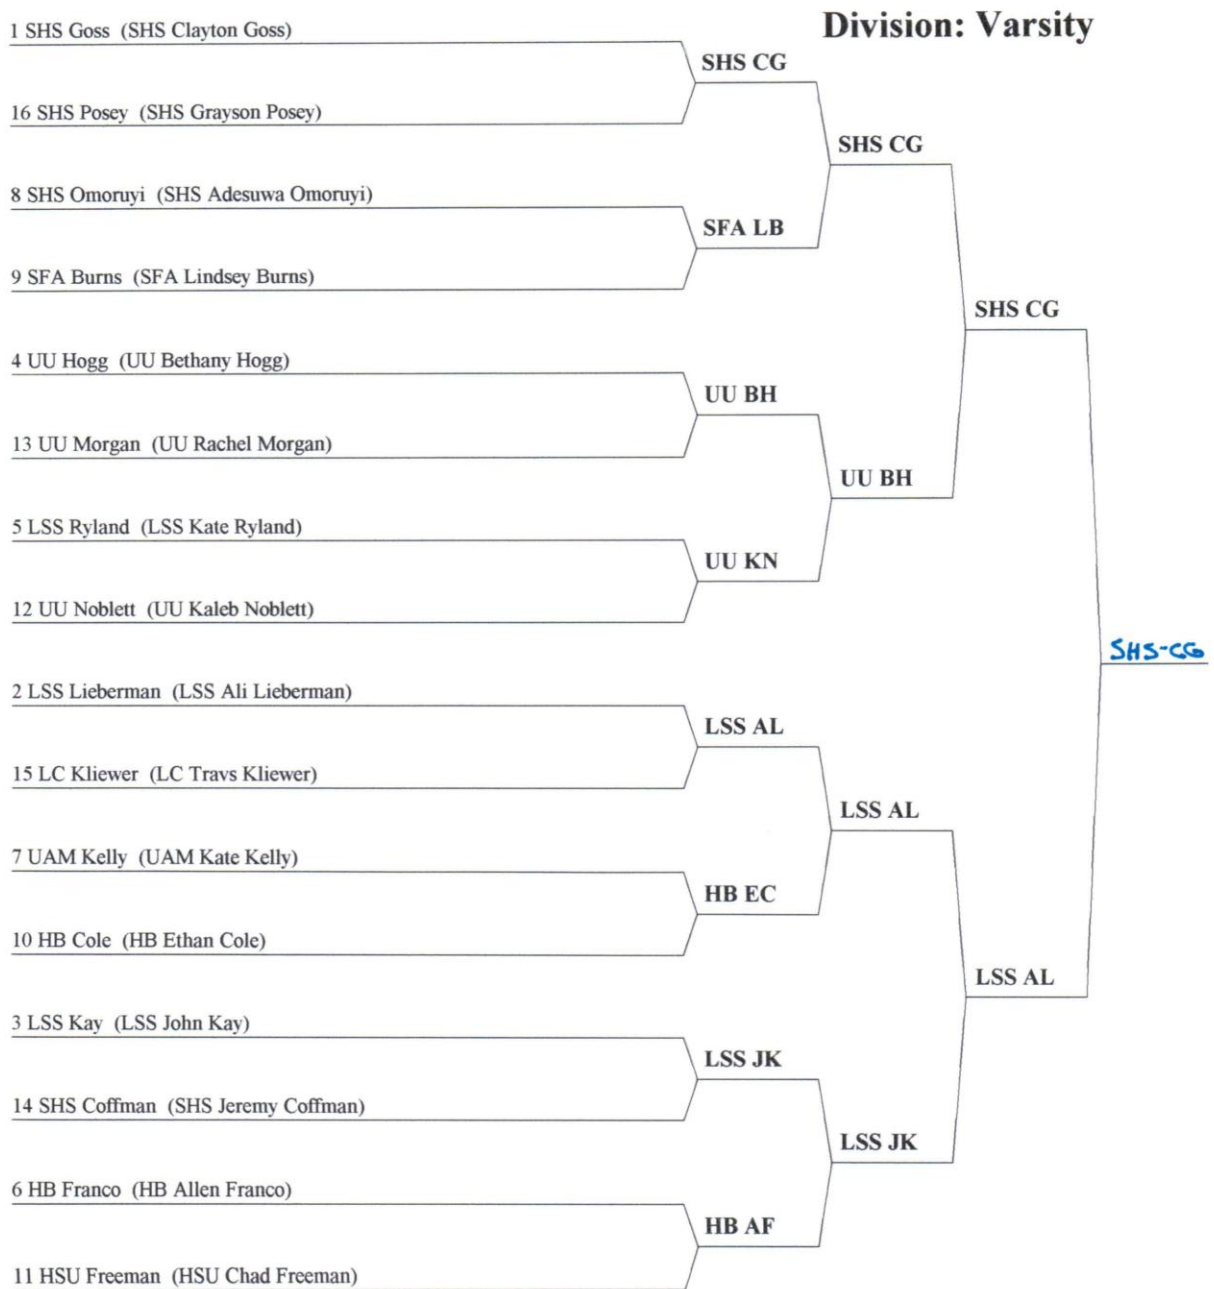 Division: Varsity
1 SHS Goss (SHS Clayton Goss)
SHS CG
16 SHS Posey (SHS Grayson Posey)
SHS CG
8 SHS Omoruyi (SHS Adesuwa Omoruyi)
SFA LB
9 SFA Burns (SFA Lindsey Burns)
SHS CG
4 UU Hogg (UU Bethany Hogg)
UU BH
13 UU Morgan (UU Rachel Morgan)
UU BH
5 LSS Ryland (LSS Kate Ryland)
UU KN
12 UU Noblett (UU Kaleb Noblett)
SHS-CG
2 LSS Lieberman (LSS Ali Lieberman)
LSS AL
15 LC Kliewer (LC Travs Kliewer)
LSS AL
7 UAM Kelly (UAM Kate Kelly)
HB EC
10 HB Cole (HB Ethan Cole)
LSS AL
3 LSS Kay (LSS John Kay)
LSS JK
14 SHS Coffman (SHS Jeremy Coffman)
LSS JK
6 HB Franco (HB Allen Franco)
HB AF
11 HSU Freeman (HSU Chad Freeman)